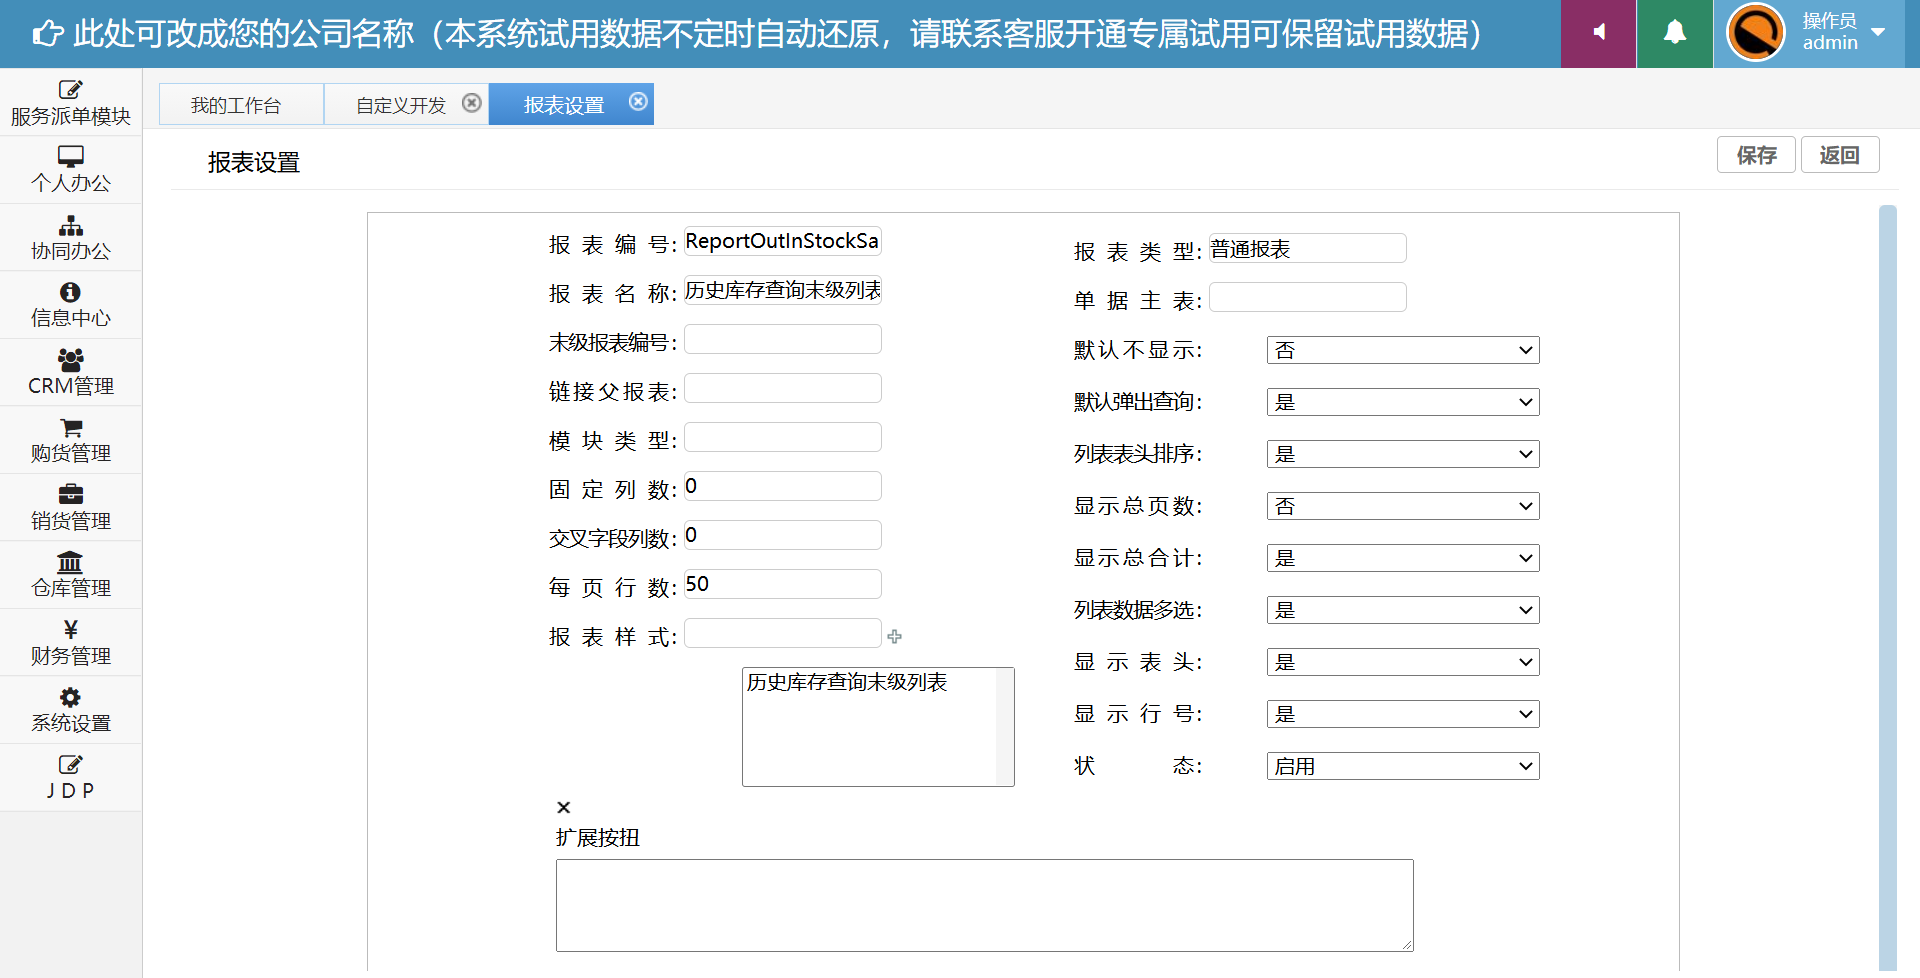 此处可改成您的公司名称（本系统试用数据不定时自动还原，请联系客服开通专属试用可保留试用数据）
操作员
admin
服务派单模块
个人办公
协同办公
信息中心
CRM管理
购货管理
销货管理
仓库管理
财务管理
系统设置
J D P
我的工作台
自定义开发
报表设置
报表设置
保存
返回
报表编号: ReportOutInStockSa
报表名称: 历史库存查询末级列表
末级报表编号:
链接父报表:
模块类型:
固定列数: 0
交叉字段列数: 0
每页行数: 50
报表样式:
历史库存查询末级列表
报表类型: 普通报表
单据主表:
默认不显示: 否
默认弹出查询: 是
列表表头排序: 是
显示总页数: 否
显示总合计: 是
列表数据多选: 是
显示表头: 是
显示行号: 是
状态: 启用
扩展按扭